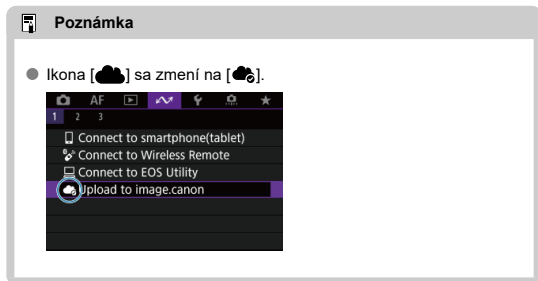 Poznámka
Ikona [☁] sa zmení na [☁✓].
AF
1 2 3
Connect to smartphone(tablet)
Connect to Wireless Remote
Connect to EOS Utility
Upload to image.canon